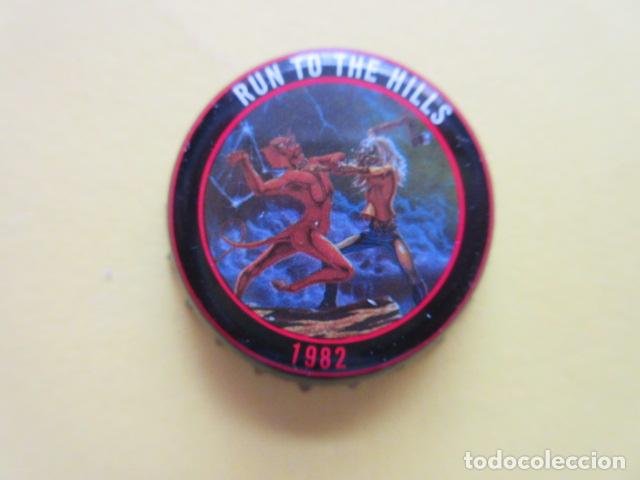 RUN TO THE HILLS
1982
todocoleccion